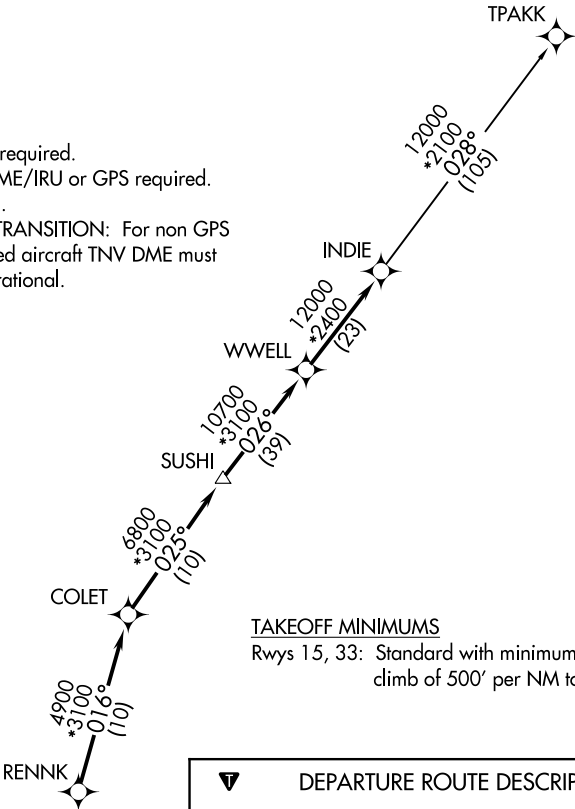 TPAKK
12000
*2100
028°
(105)
required.
ME/IRU or GPS required.
.
TRANSITION: For non GPS
ed aircraft TNV DME must
rational.
INDIE
12000
*2400
(23)
WWELL
10700
*3100
026°
(39)
SUSHI
6800
*3100
025°
(10)
COLET
TAKEOFF MINIMUMS
Rwys 15, 33: Standard with minimum
climb of 500' per NM to
4900
*3100
016°
(10)
RENNK
T DEPARTURE ROUTE DESCRIP